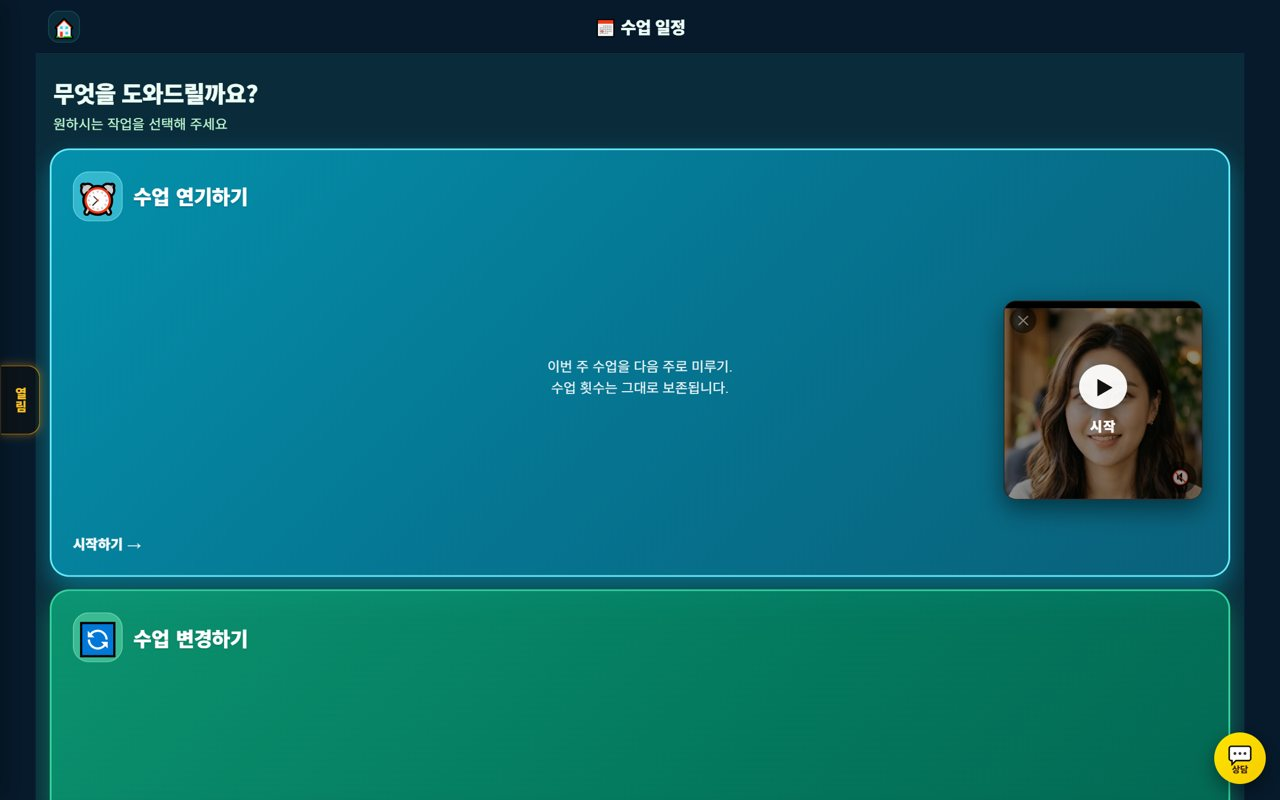 수업 일정
무엇을 도와드릴까요?
원하시는 작업을 선택해 주세요
수업 연기하기
이번 주 수업을 다음 주로 미루기.
수업 횟수는 그대로 보존됩니다.
시작
열림
시작하기 →
수업 변경하기
상담